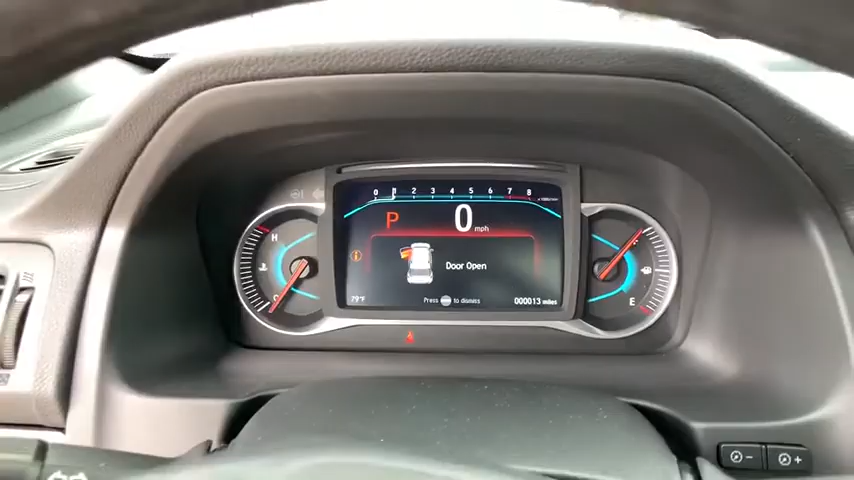 0 1 2 3 4 5 6 7 8
P 0 mph
H
C
Door Open
E
79°F
Press to dismiss
000013 miles
- +